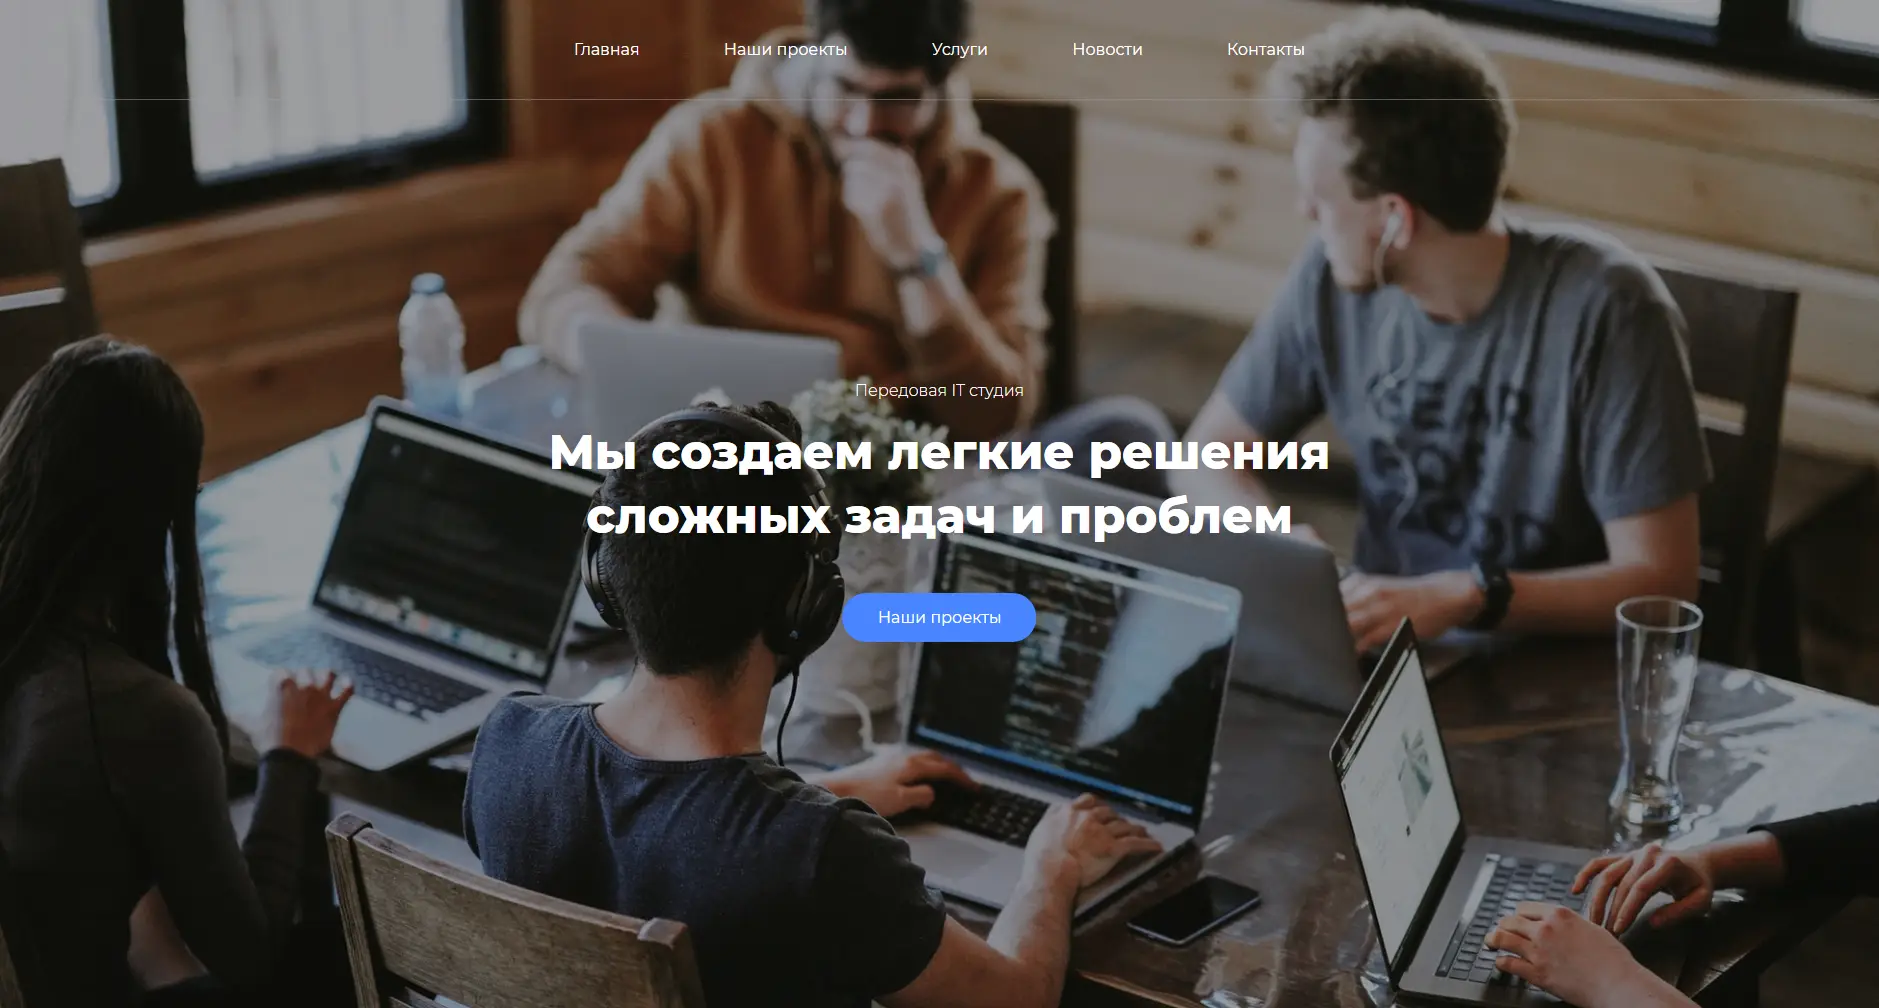 Главная Наши проекты Услуги Новости Контакты
Передовая IT студия
Мы создаем легкие решения
сложных задач и проблем
Наши проекты